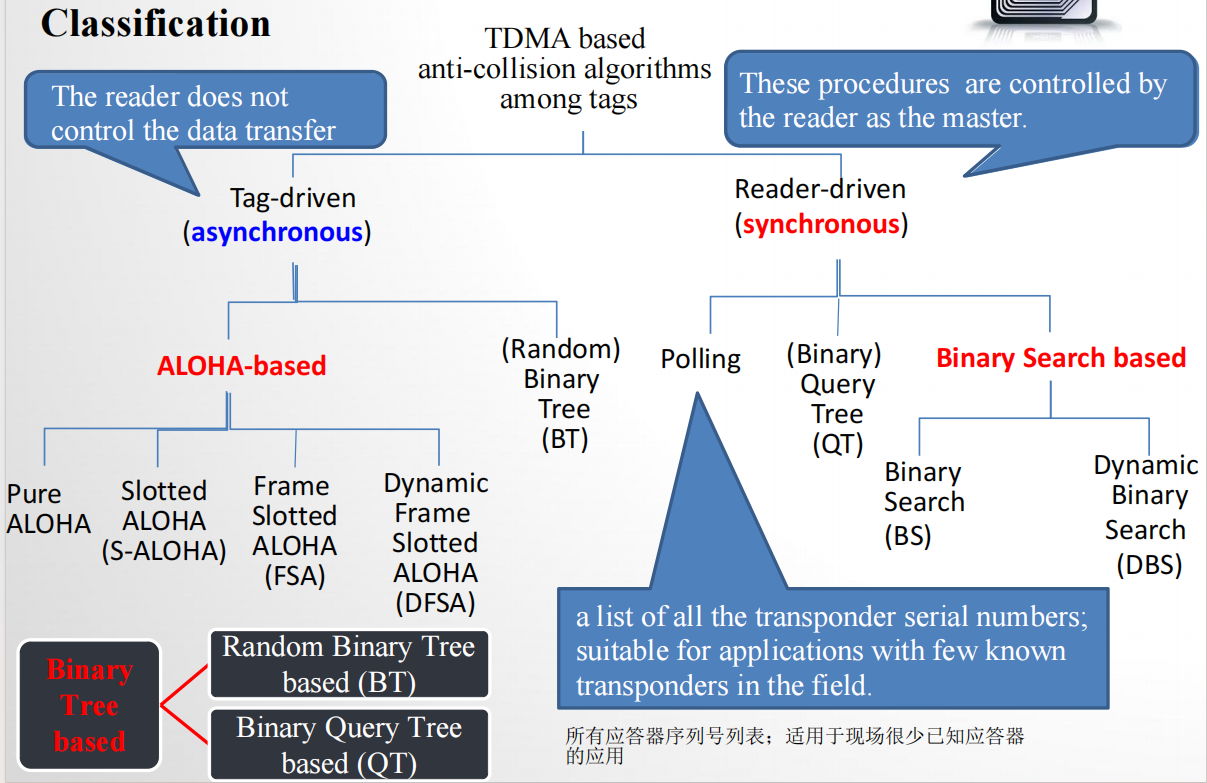 Classification
TDMA based
anti-collision algorithms
among tags
The reader does not
control the data transfer
These procedures are controlled by
the reader as the master.
Tag-driven
(asynchronous)
Reader-driven
(synchronous)
ALOHA-based
(Random)
Binary
Tree
(BT)
Polling
(Binary)
Query
Tree
(QT)
Binary Search based
Pure
ALOHA
Slotted
ALOHA
(S-ALOHA)
Frame
Slotted
ALOHA
(FSA)
Dynamic
Frame
Slotted
ALOHA
(DFSA)
Binary
Search
(BS)
Dynamic
Binary
Search
(DBS)
a list of all the transponder serial numbers;
suitable for applications with few known
transponders in the field.
Binary
Tree
based
Random Binary Tree
based (BT)
Binary Query Tree
based (QT)
所有应答器序列号列表；适用于现场很少已知应答器
的应用